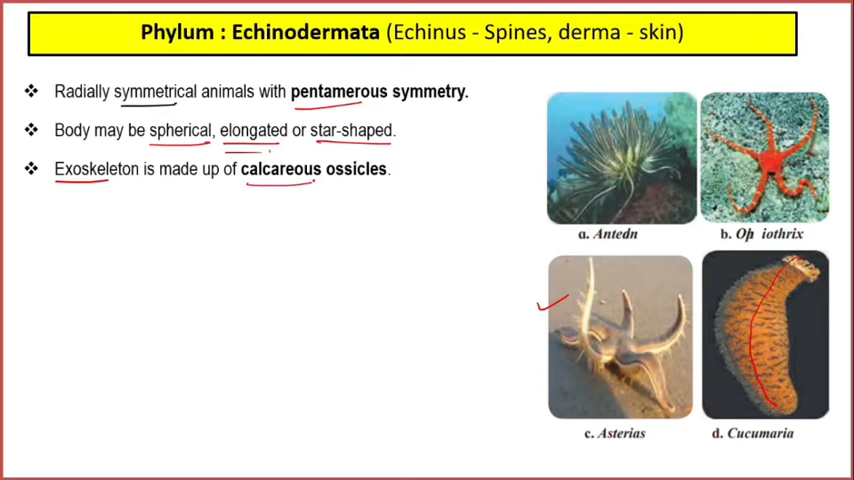 Phylum : Echinodermata (Echinus - Spines, derma - skin)
❖ Radially symmetrical animals with pentamerous symmetry.
❖ Body may be spherical, elongated or star-shaped.
❖ Exoskeleton is made up of calcareous ossicles.
a. Antedn
b. Oph iothrix
c. Asterias
d. Cucumaria